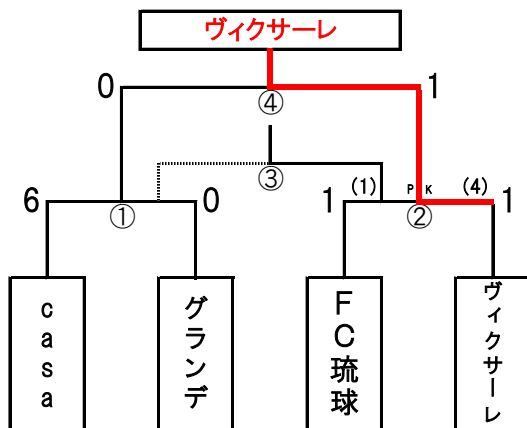 ヴィクサーレ
0 1
④
③
6 0 1 (1) PK (4) 1
① ②
casa
グランデ
FC琉球
ヴィクサーレ